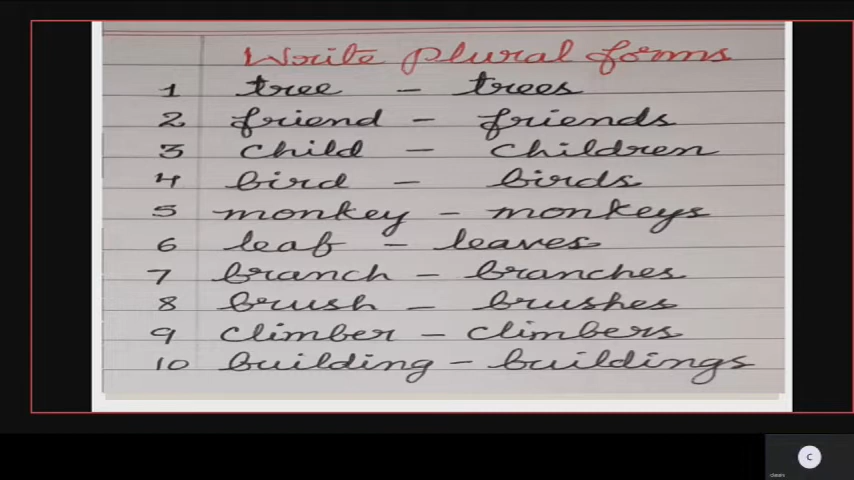 Write plural forms
1 tree - trees
2 friend - friends
3 child - children
4 bird - birds
5 monkey - monkeys
6 leaf - leaves
7 branch - branches
8 brush - brushes
9 climber - climbers
10 building - buildings
C